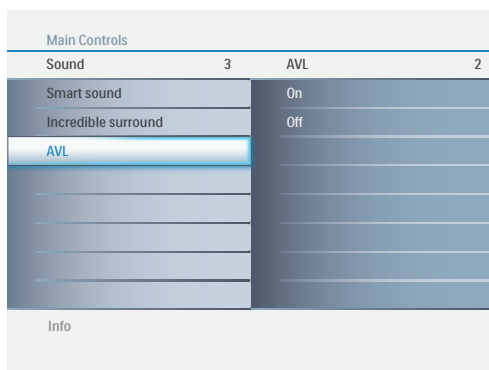 Main Controls
Sound 3 AVL 2
Smart sound On
Incredible surround Off
AVL
Info